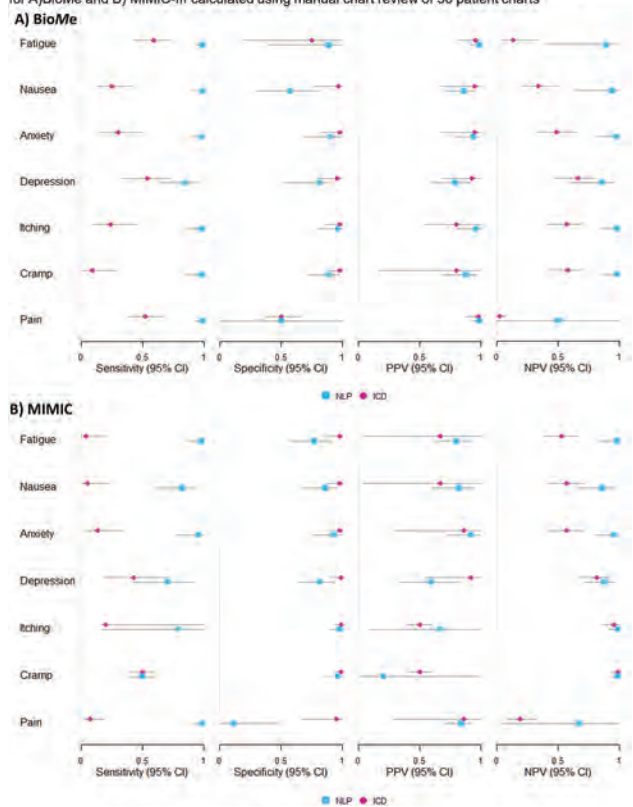 for A)BioMe and B) MIMIC-III calculated using manual chart review of 50 patient charts
A) BioMe
Fatigue
Nausea
Anxiety
Depression
Itching
Cramp
Pain
0 0.5 1 0 0.5 1 0 0.5 1 0 0.5 1
Sensitivity (95% CI) Specificity (95% CI) PPV (95% CI) NPV (95% CI)
NLP ICD
B) MIMIC
Fatigue
Nausea
Anxiety
Depression
Itching
Cramp
Pain
0 0.5 1 0 0.5 1 0 0.5 1 0 0.5 1
Sensitivity (95% CI) Specificity (95% CI) PPV (95% CI) NPV (95% CI)
NLP ICD